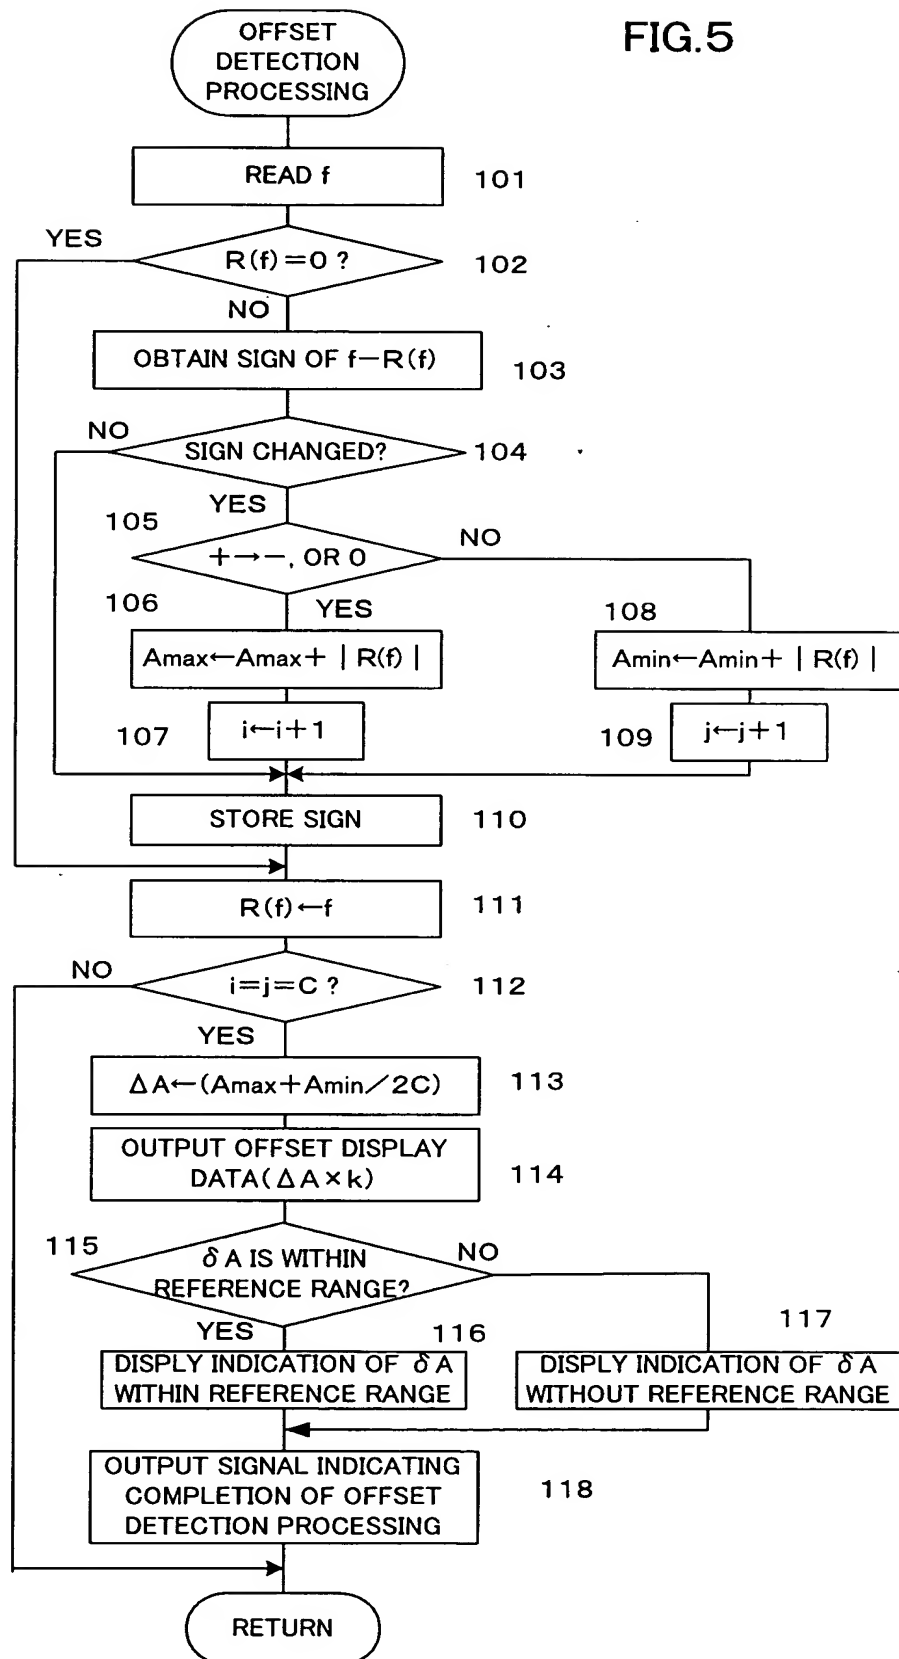 FIG.5
OFFSET
DETECTION
PROCESSING
READ f
101
YES
R(f)=0 ?
102
NO
OBTAIN SIGN OF f−R(f)
103
NO
SIGN CHANGED?
104
YES
105
+→−, OR 0
NO
106
YES
108
Amax←Amax+ | R(f) |
Amin←Amin+ | R(f) |
107
i←i+1
109
j←j+1
STORE SIGN
110
R(f)←f
111
NO
i=j=C ?
112
YES
ΔA←(Amax+Amin/2C)
113
OUTPUT OFFSET DISPLAY
DATA(ΔA×k)
114
115
δA IS WITHIN
REFERENCE RANGE?
NO
YES
116
117
DISPLY INDICATION OF δA
WITHIN REFERENCE RANGE
DISPLY INDICATION OF δA
WITHOUT REFERENCE RANGE
OUTPUT SIGNAL INDICATING
COMPLETION OF OFFSET
DETECTION PROCESSING
118
RETURN